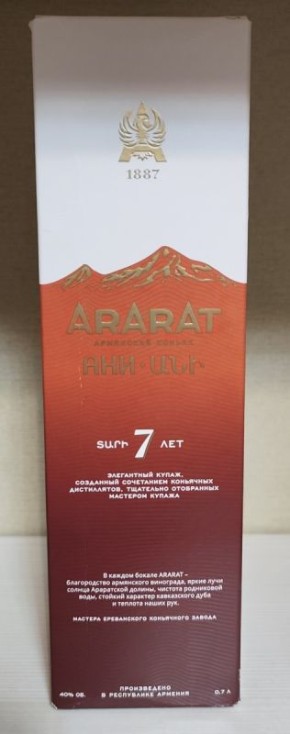 1887
ARARAT
АРМЯНСКИЙ КОНЬЯК
АНИ · ԱՆԻ
ՏԱՐԻ 7 ЛЕТ
ЭЛЕГАНТНЫЙ КУПАЖ,
СОЗДАННЫЙ СОЧЕТАНИЕМ КОНЬЯЧНЫХ
ДИСТИЛЛЯТОВ, ТЩАТЕЛЬНО ОТОБРАННЫХ
МАСТЕРОМ КУПАЖА
В каждом бокале ARARAT –
благородство армянского винограда, яркие лучи
солнца Араратской долины, чистота родниковой
воды, стойкий характер кавказского дуба
и теплота наших рук.
МАСТЕРА ЕРЕВАНСКОГО КОНЬЯЧНОГО ЗАВОДА
40% ОБ.
ПРОИЗВЕДЕНО
В РЕСПУБЛИКЕ АРМЕНИЯ
0,7 Л